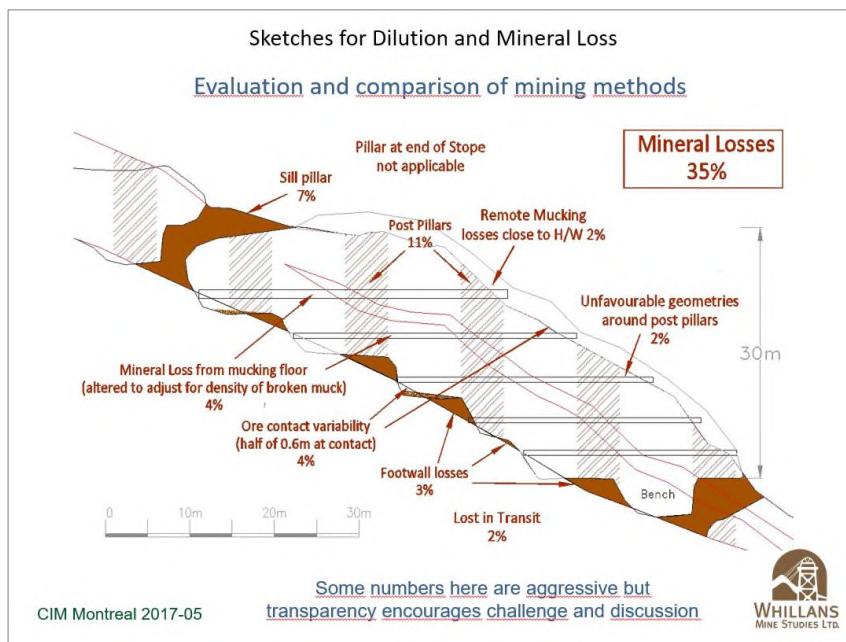 Sketches for Dilution and Mineral Loss
Evaluation and comparison of mining methods
Pillar at end of Stope
not applicable
Mineral Losses
35%
Sill pillar
7%
Post Pillars
11%
Remote Mucking
losses close to H/W 2%
Unfavourable geometries
around post pillars
2%
30m
Mineral Loss from mucking floor
(altered to adjust for density of broken muck)
4%
Ore contact variability
(half of 0.6m at contact)
4%
Footwall losses
3%
Bench
Lost in Transit
2%
0 10m 20m 30m
Some numbers here are aggressive but
transparency encourages challenge and discussion
CIM Montreal 2017-05
WHILLANS
MINE STUDIES LTD.